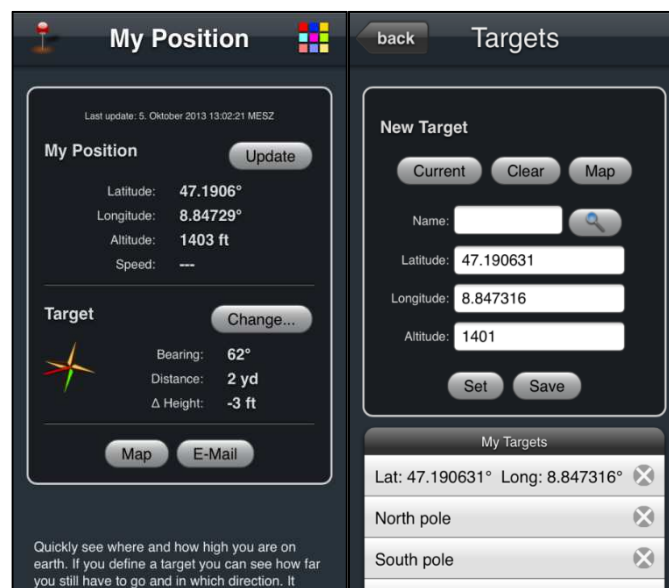 My Position
Last update: 5. Oktober 2013 13:02:21 MESZ
My Position
Update
Latitude: 47.1906°
Longitude: 8.84729°
Altitude: 1403 ft
Speed: ---
Target
Change...
Bearing: 62°
Distance: 2 yd
Δ Height: -3 ft
Map E-Mail
Quickly see where and how high you are on
earth. If you define a target you can see how far
you still have to go and in which direction. It
back Targets
New Target
Current Clear Map
Name:
Latitude: 47.190631
Longitude: 8.847316
Altitude: 1401
Set Save
My Targets
Lat: 47.190631° Long: 8.847316°
North pole
South pole